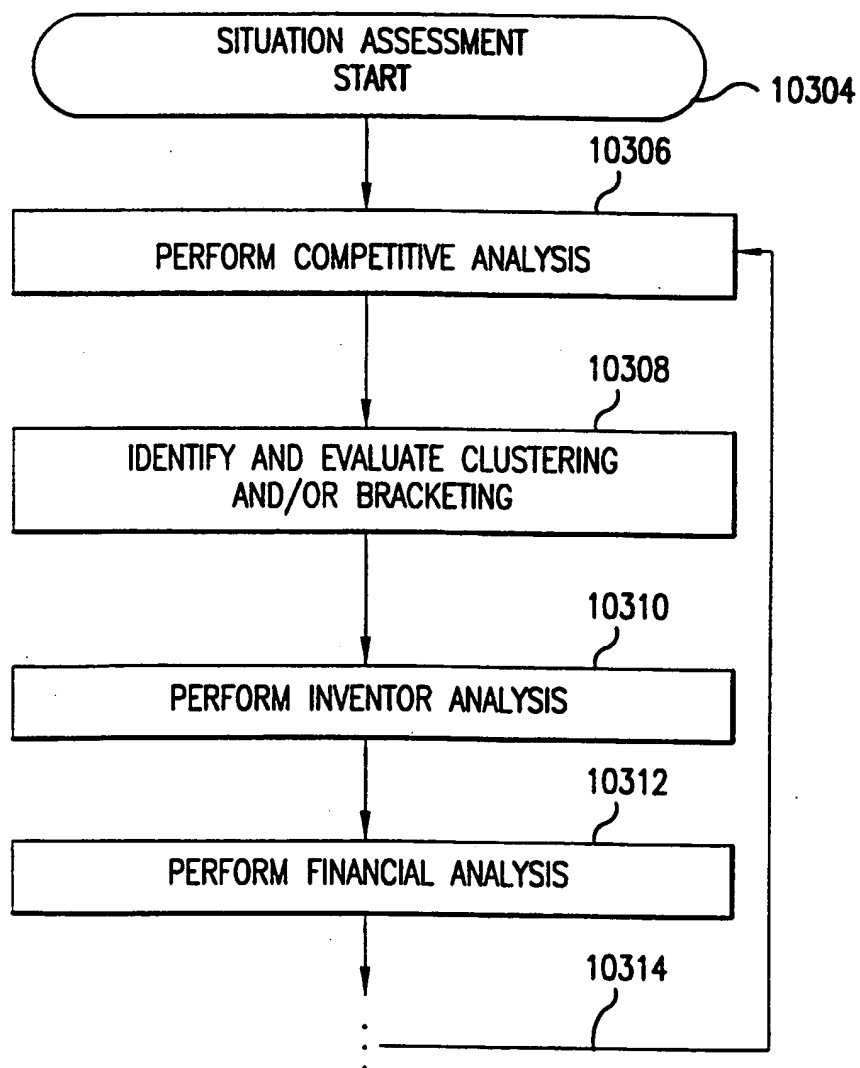 SITUATION ASSESSMENT
START
10304
10306
PERFORM COMPETITIVE ANALYSIS
10308
IDENTIFY AND EVALUATE CLUSTERING
AND/OR BRACKETING
10310
PERFORM INVENTOR ANALYSIS
10312
PERFORM FINANCIAL ANALYSIS
10314